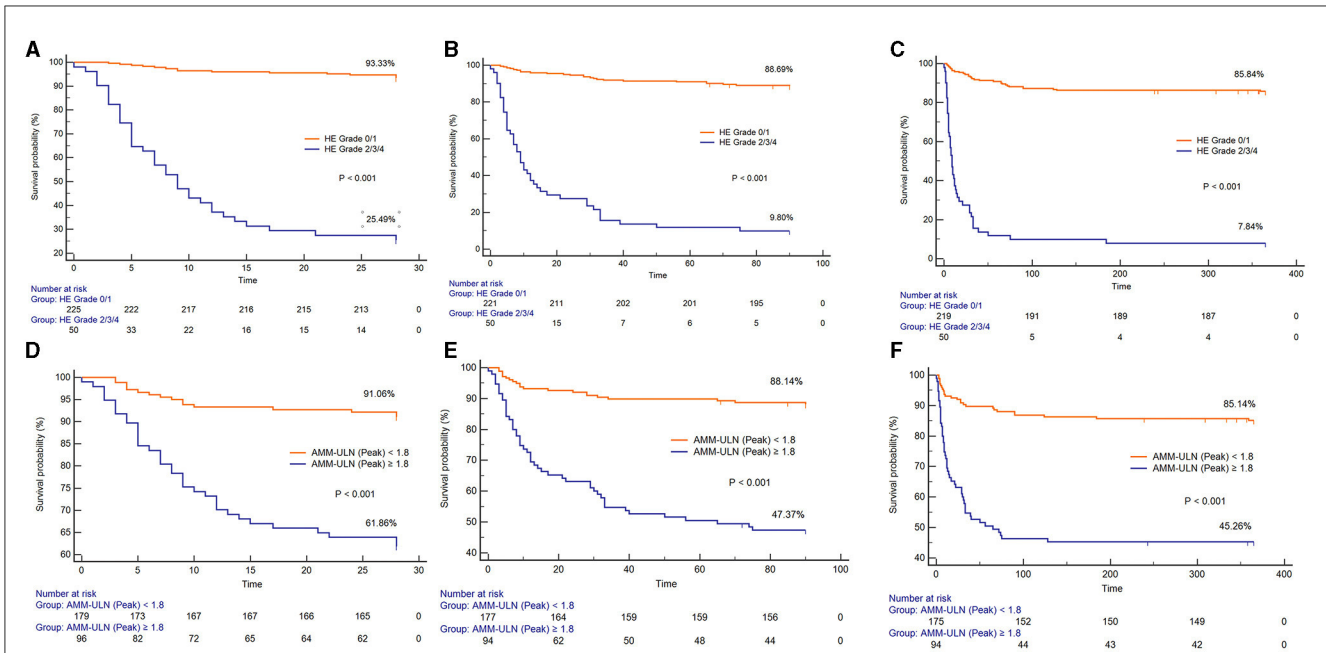 A
Survival probability (%)
100
90
80
70
60
50
40
30
20
93.33%
HE Grade 0/1
HE Grade 2/3/4
P < 0.001
25.49%
0 5 10 15 20 25 30
Time
Number at risk
Group: HE Grade 0/1
225 222 217 216 215 213 0
Group: HE Grade 2/3/4
50 33 22 16 15 14 0
B
Survival probability (%)
100
80
60
40
20
0
88.69%
HE Grade 0/1
HE Grade 2/3/4
P < 0.001
9.80%
0 20 40 60 80 100
Time
Number at risk
Group: HE Grade 0/1
221 211 202 201 195 0
Group: HE Grade 2/3/4
50 15 7 6 5 0
C
Survival probability (%)
100
80
60
40
20
0
85.84%
HE Grade 0/1
HE Grade 2/3/4
P < 0.001
7.84%
0 100 200 300 400
Time
Number at risk
Group: HE Grade 0/1
219 191 189 187 0
Group: HE Grade 2/3/4
50 5 4 4 0
D
Survival probability (%)
100
95
90
85
80
75
70
65
60
91.06%
AMM-ULN (Peak) < 1.8
AMM-ULN (Peak) ≥ 1.8
P < 0.001
61.86%
0 5 10 15 20 25 30
Time
Number at risk
Group: AMM-ULN (Peak) < 1.8
179 173 167 167 166 165 0
Group: AMM-ULN (Peak) ≥ 1.8
96 82 72 65 64 62 0
E
Survival probability (%)
100
90
80
70
60
50
40
88.14%
AMM-ULN (Peak) < 1.8
AMM-ULN (Peak) ≥ 1.8
P < 0.001
47.37%
0 20 40 60 80 100
Time
Number at risk
Group: AMM-ULN (Peak) < 1.8
177 164 159 159 156 0
Group: AMM-ULN (Peak) ≥ 1.8
94 62 50 48 44 0
F
Survival probability (%)
100
90
80
70
60
50
40
85.14%
AMM-ULN (Peak) < 1.8
AMM-ULN (Peak) ≥ 1.8
P < 0.001
45.26%
0 100 200 300 400
Time
Number at risk
Group: AMM-ULN (Peak) < 1.8
175 152 150 149 0
Group: AMM-ULN (Peak) ≥ 1.8
94 44 43 42 0